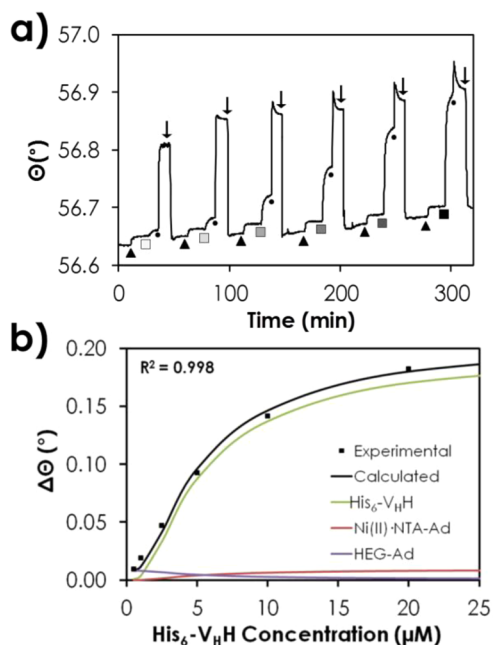 a)
57.0
56.9
56.8
56.7
56.6
Θ(°)
0
100
200
300
Time (min)
b)
0.20
0.15
0.10
0.05
0.00
ΔΘ (°)
R² = 0.998
Experimental
Calculated
His₆-VHH
Ni(II)·NTA-Ad
HEG-Ad
0
5
10
15
20
25
His₆-VHH Concentration (µM)